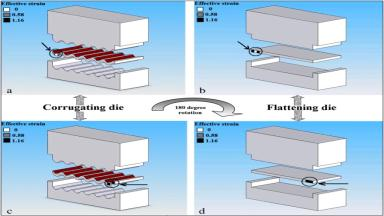 Effective strain
0
0.58
1.16
a
Effective strain
0
0.58
1.16
b
Corrugating die
180 degree
rotation
Flattening die
Effective strain
0
0.58
1.16
c
Effective strain
0
0.58
1.16
d